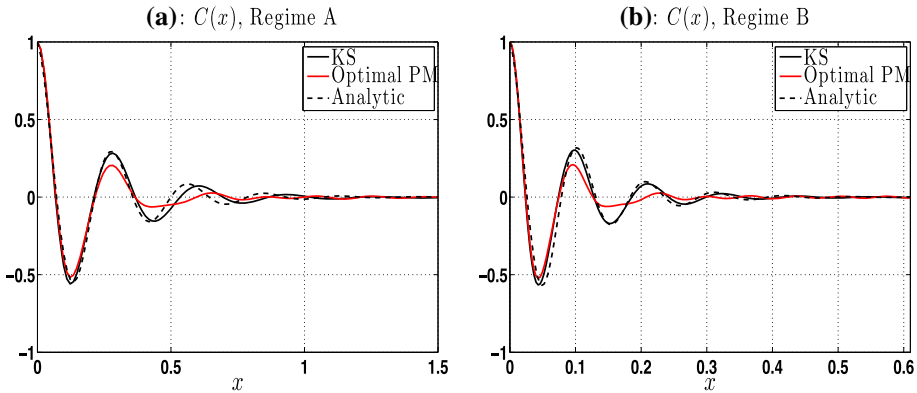 (a): C(x), Regime A
1
0.5
0
−0.5
−1
0
0.5
1
1.5
x
KS
Optimal PM
Analytic
(b): C(x), Regime B
1
0.5
0
−0.5
−1
0
0.1
0.2
0.3
0.4
0.5
0.6
x
KS
Optimal PM
Analytic